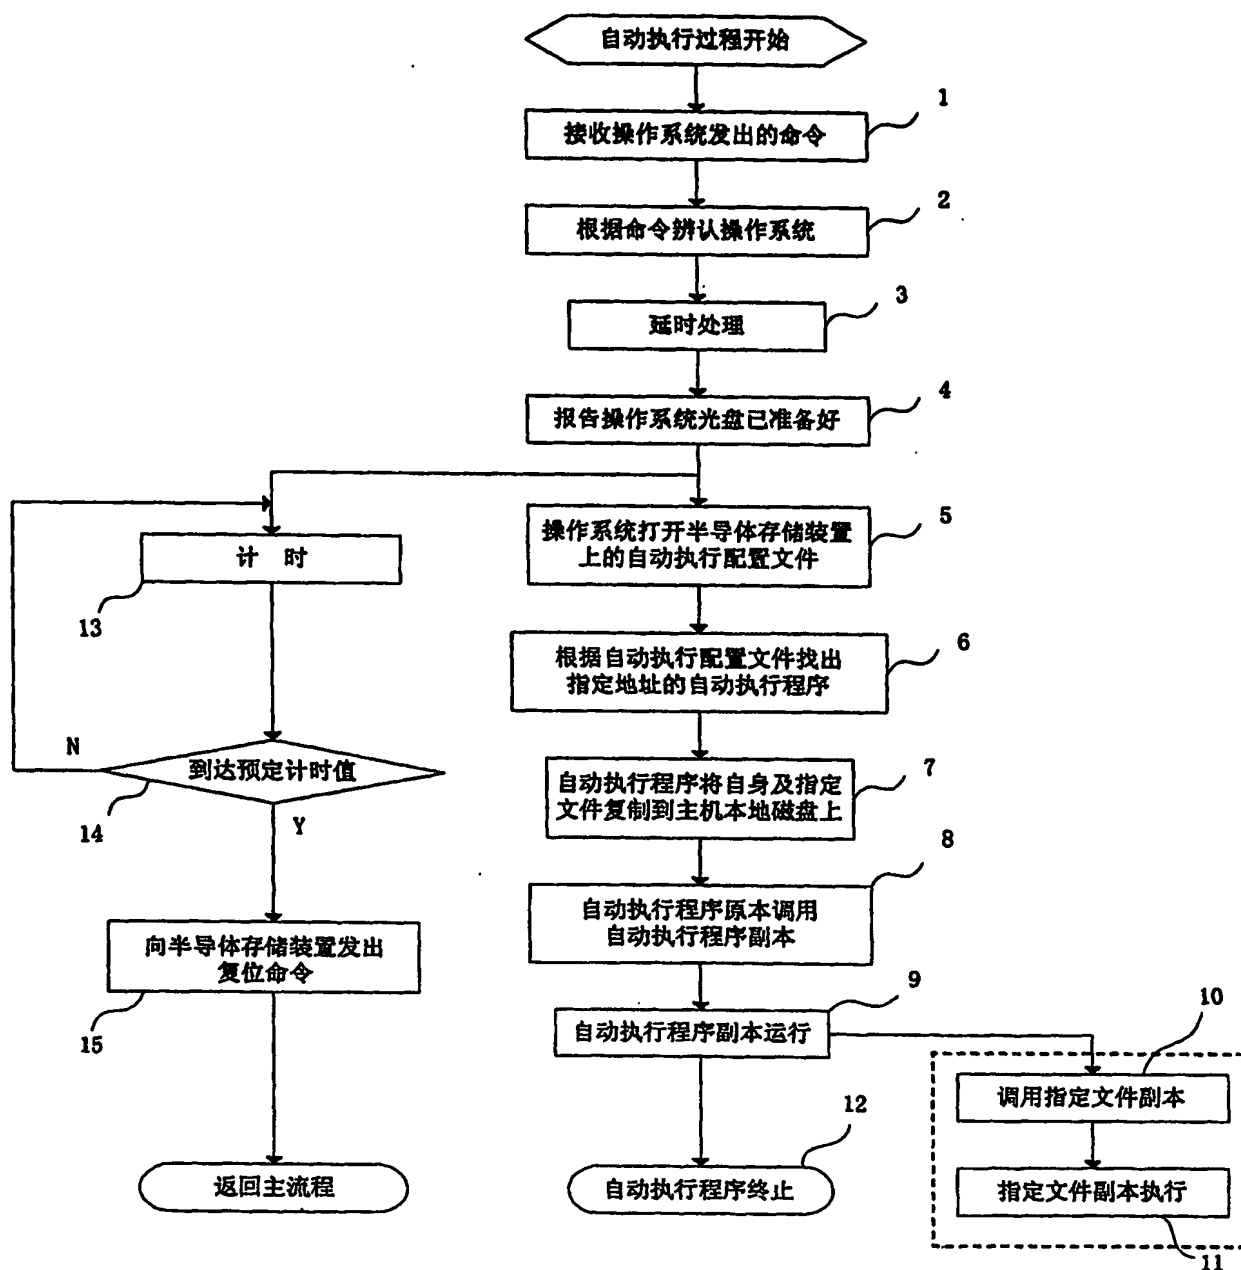 自动执行过程开始
1
接收操作系统发出的命令
2
根据命令辨认操作系统
3
延时处理
4
报告操作系统光盘已准备好
5
操作系统打开半导体存储装置
上的自动执行配置文件
计 时
13
6
根据自动执行配置文件找出
指定地址的自动执行程序
N
到达预定计时值
14
Y
7
自动执行程序将自身及指定
文件复制到主机本地磁盘上
8
自动执行程序原本调用
自动执行程序副本
向半导体存储装置发出
复位命令
15
9
自动执行程序副本运行
10
调用指定文件副本
指定文件副本执行
11
12
返回主流程
自动执行程序终止